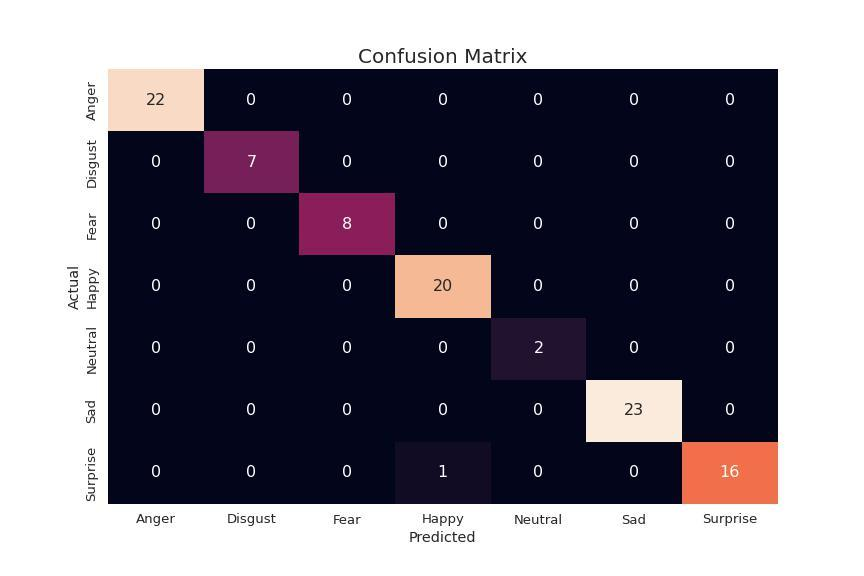 Confusion Matrix
Actual
Anger 22 0 0 0 0 0 0
Disgust 0 7 0 0 0 0 0
Fear 0 0 8 0 0 0 0
Happy 0 0 0 20 0 0 0
Neutral 0 0 0 0 2 0 0
Sad 0 0 0 0 0 23 0
Surprise 0 0 0 1 0 0 16
Anger Disgust Fear Happy Neutral Sad Surprise
Predicted